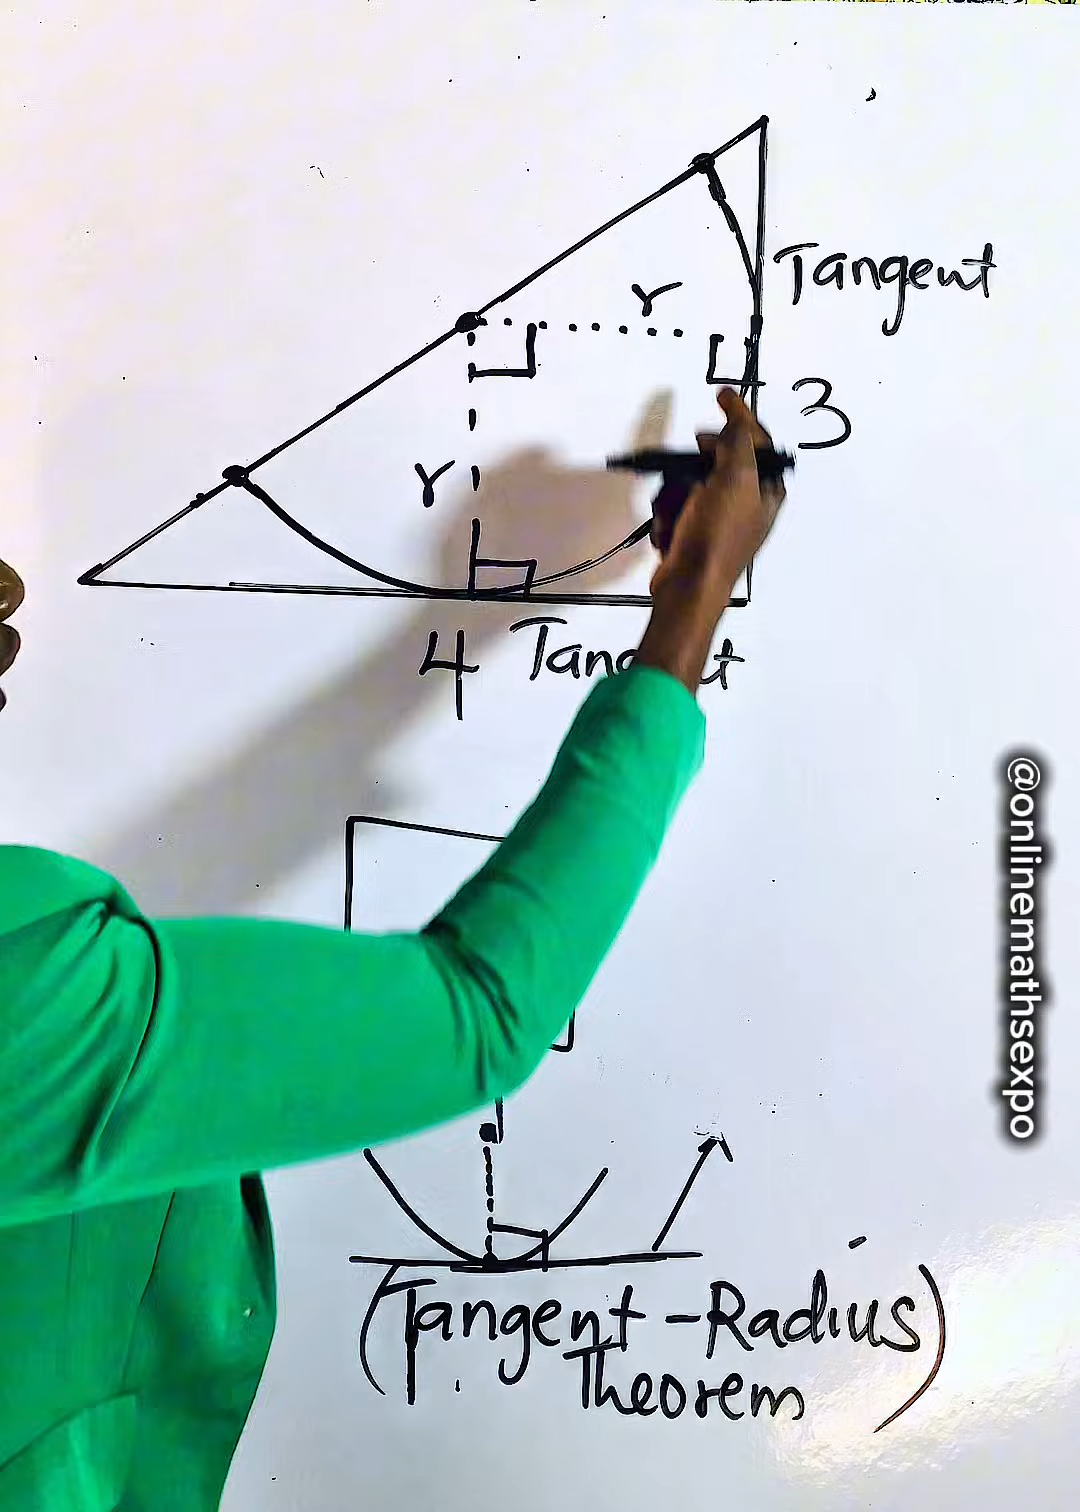 Tangent
r
3
r
4
@onlinemathsexpo
(Tangent - Radius)
Theorem